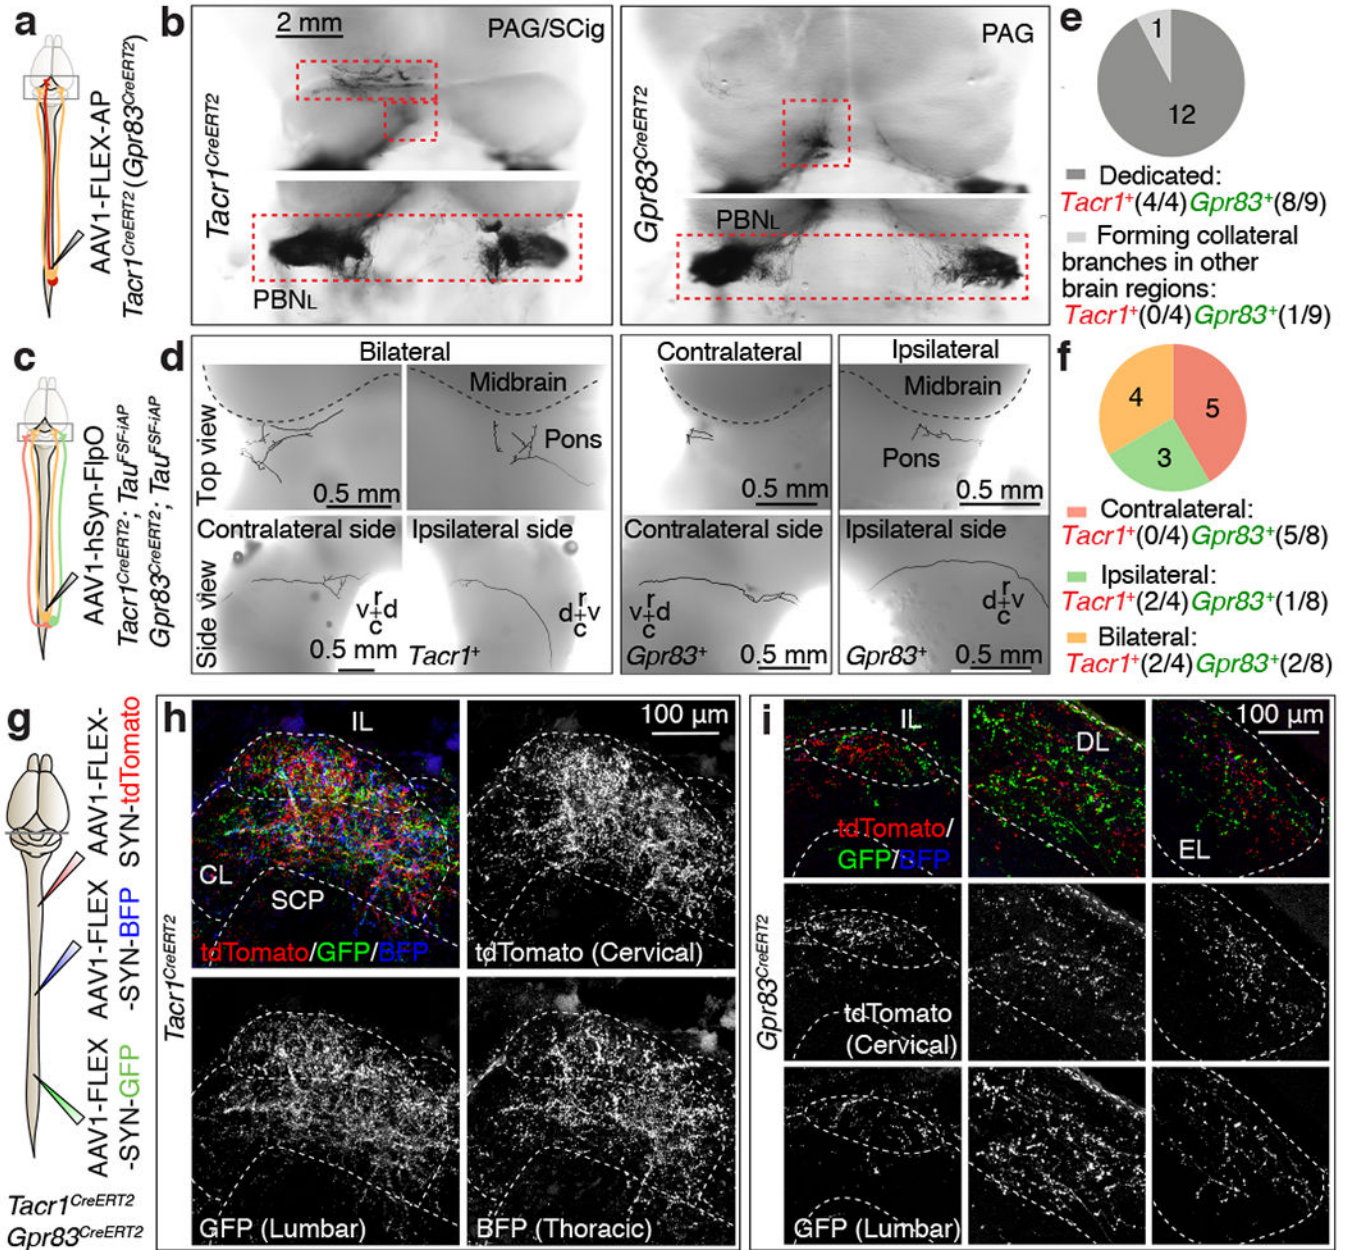 a
AAV1-FLEX-AP
Tacr1CreERT2 (Gpr83CreERT2)
b
2 mm
PAG/SCig
Tacr1CreERT2
PBNL
PAG
Gpr83CreERT2
PBNL
e
1
12
Dedicated:
Tacr1+(4/4) Gpr83+(8/9)
Forming collateral
branches in other
brain regions:
Tacr1+(0/4) Gpr83+(1/9)
c
AAV1-hSyn-FlpO
Tacr1CreERT2; TauFSF-iAP
Gpr83CreERT2; TauFSF-iAP
d
Bilateral
Contralateral
Ipsilateral
Top view
Midbrain
Pons
0.5 mm
0.5 mm
Midbrain
Pons
0.5 mm
Side view
Contralateral side
Ipsilateral side
Contralateral side
Ipsilateral side
r
v+d
c
0.5 mm
r
d+v
c
Tacr1+
r
v+d
c
Gpr83+
0.5 mm
r
d+v
c
Gpr83+
0.5 mm
f
4
5
3
Contralateral:
Tacr1+(0/4) Gpr83+(5/8)
Ipsilateral:
Tacr1+(2/4) Gpr83+(1/8)
Bilateral:
Tacr1+(2/4) Gpr83+(2/8)
g
AAV1-FLEX-
SYN-tdTomato
AAV1-FLEX
-SYN-BFP
AAV1-FLEX
-SYN-GFP
Tacr1CreERT2
Gpr83CreERT2
h
Tacr1CreERT2
IL
CL
SCP
tdTomato/GFP/BFP
100 µm
tdTomato (Cervical)
GFP (Lumbar)
BFP (Thoracic)
i
Gpr83CreERT2
IL
tdTomato/
GFP/BFP
DL
100 µm
EL
tdTomato
(Cervical)
GFP (Lumbar)